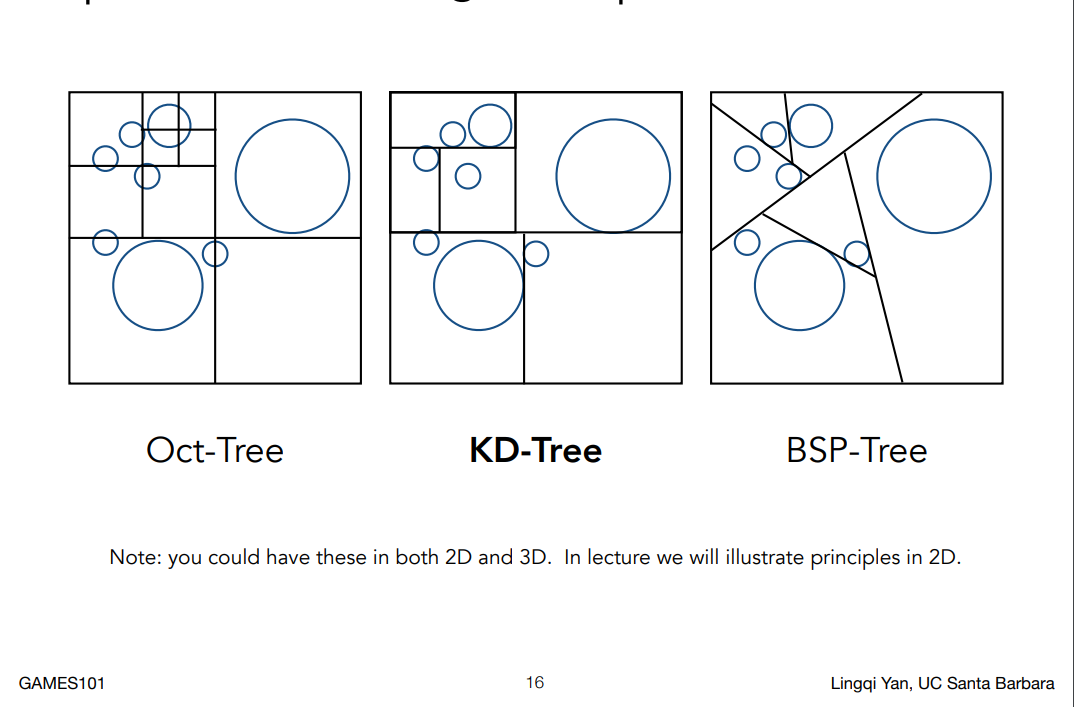 Oct-Tree
KD-Tree
BSP-Tree
Note: you could have these in both 2D and 3D. In lecture we will illustrate principles in 2D.
GAMES101
16
Lingqi Yan, UC Santa Barbara